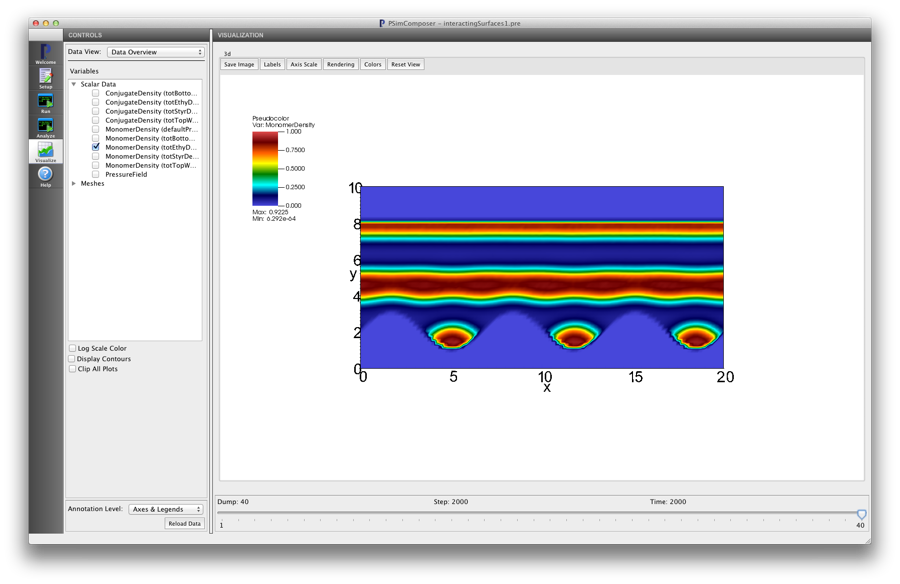 PSimComposer - interactingSurfaces1.pre
CONTROLS
VISUALIZATION
Welcome
Setup
Run
Analyze
Visualize
Help
Data View: Data Overview
Variables
Scalar Data
ConjugateDensity (totBotto...
ConjugateDensity (totEthyD...
ConjugateDensity (totStyrD...
ConjugateDensity (totTopW...
MonomerDensity (defaultPr...
MonomerDensity (totBotto...
MonomerDensity (totEthyD...
MonomerDensity (totStyrDe...
MonomerDensity (totTopW...
PressureField
Meshes
Log Scale Color
Display Contours
Clip All Plots
Annotation Level: Axes & Legends
Reload Data
3d
Save Image Labels Axis Scale Rendering Colors Reset View
Pseudocolor
Var: MonomerDensity
1.000
0.7500
0.5000
0.2500
0.000
Max: 0.9225
Min: 6.292e-64
10
8
6
y
4
2
0
0 5 10 15 20
x
Dump: 40 Step: 2000 Time: 2000
1 40